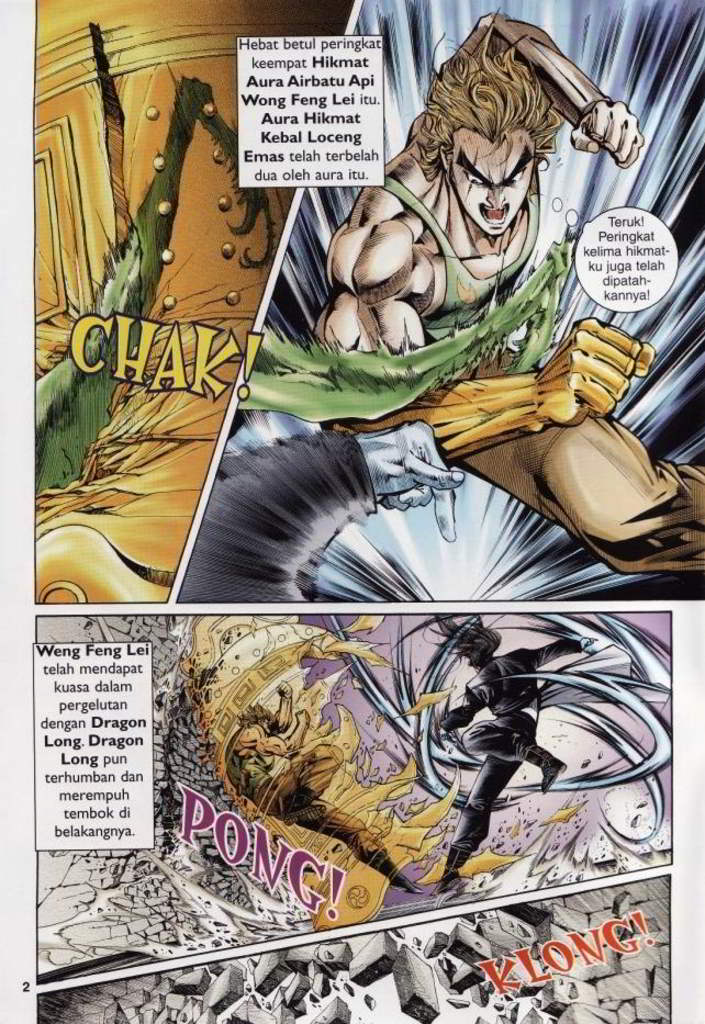 Hebat betul peringkat
keempat Hikmat
Aura Airbatu Api
Wong Feng Lei itu.
Aura Hikmat
Kebal Loceng
Emas telah terbelah
dua oleh aura itu.
Teruk!
Peringkat
kelima hikmat-
ku juga telah
dipatah-
kannya!
CHAK!
Weng Feng Lei
telah mendapat
kuasa dalam
pergelutan
dengan Dragon
Long. Dragon
Long pun
terhumban dan
merempuh
tembok di
belakangnya.
PONG!
KLONG!
2